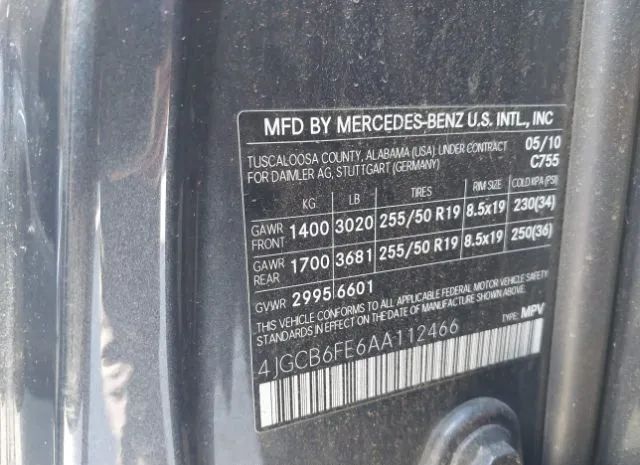 MFD BY MERCEDES-BENZ U.S. INTL., INC
TUSCALOOSA COUNTY, ALABAMA (USA) UNDER CONTRACT 05/10
FOR DAIMLER AG, STUTTGART (GERMANY) C755
KG LB TIRES RIM SIZE COLD KPA (PSI)
GAWR FRONT 1400 3020 255/50 R19 8.5x19 230(34)
GAWR REAR 1700 3681 255/50 R19 8.5x19 250(36)
GVWR 2995 6601
THIS VEHICLE CONFORMS TO ALL APPLICABLE FEDERAL MOTOR VEHICLE SAFETY
STANDARDS IN EFFECT ON THE DATE OF MANUFACTURE SHOWN ABOVE.
4JGCB6FE6AA112466 TYPE: MPV